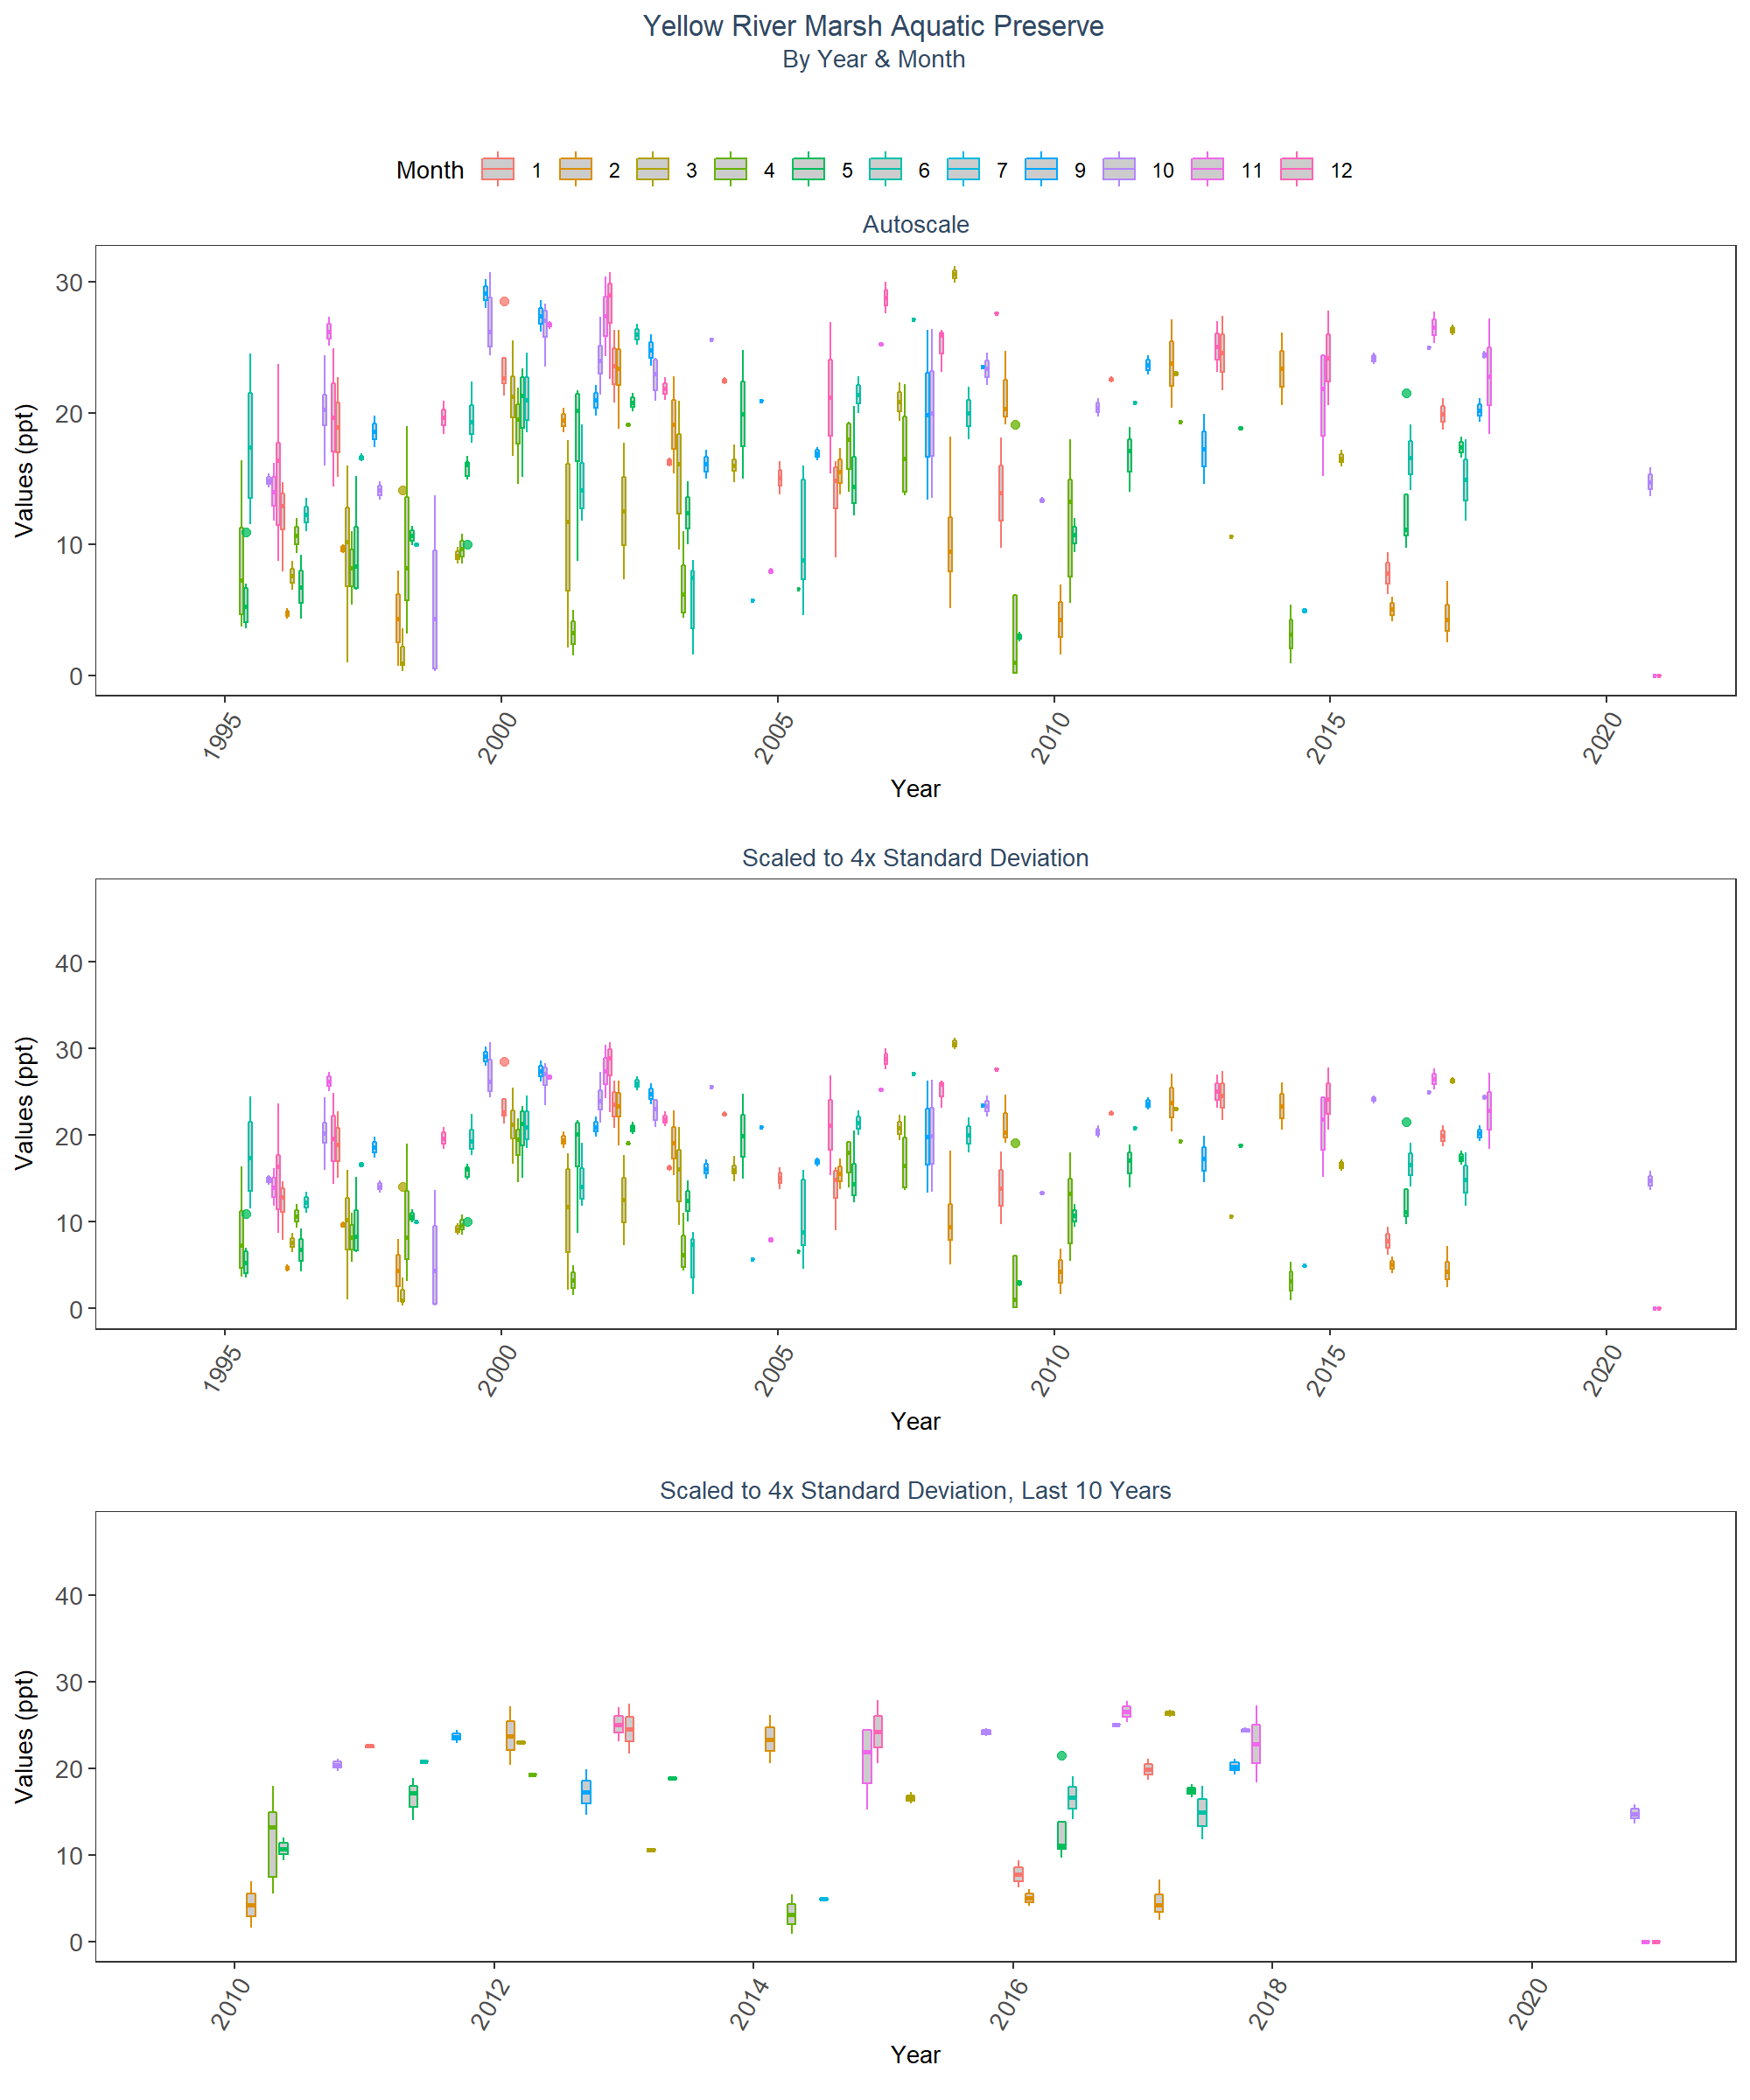 Yellow River Marsh Aquatic Preserve
By Year & Month
Month 1 2 3 4 5 6 7 9 10 11 12
Autoscale
Values (ppt)
30
20
10
0
1995 2000 2005 2010 2015 2020
Year
Scaled to 4x Standard Deviation
Values (ppt)
40
30
20
10
0
1995 2000 2005 2010 2015 2020
Year
Scaled to 4x Standard Deviation, Last 10 Years
Values (ppt)
40
30
20
10
0
2010 2012 2014 2016 2018 2020
Year